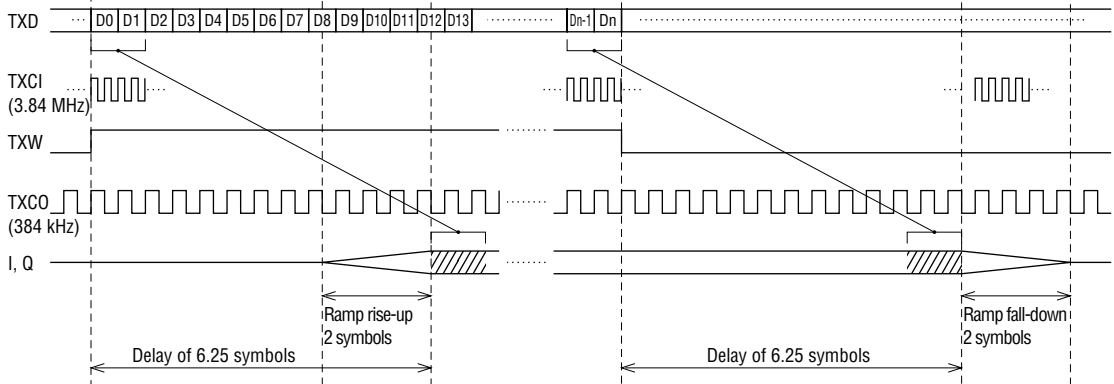 TXD D0 D1 D2 D3 D4 D5 D6 D7 D8 D9 D10 D11 D12 D13 Dn-1 Dn
TXCI
(3.84 MHz)
TXW
TXCO
(384 kHz)
I, Q
Ramp rise-up
2 symbols
Ramp fall-down
2 symbols
Delay of 6.25 symbols
Delay of 6.25 symbols